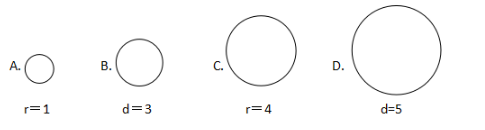 A. B. C. D.
r＝1 d＝3 r＝4 d=5